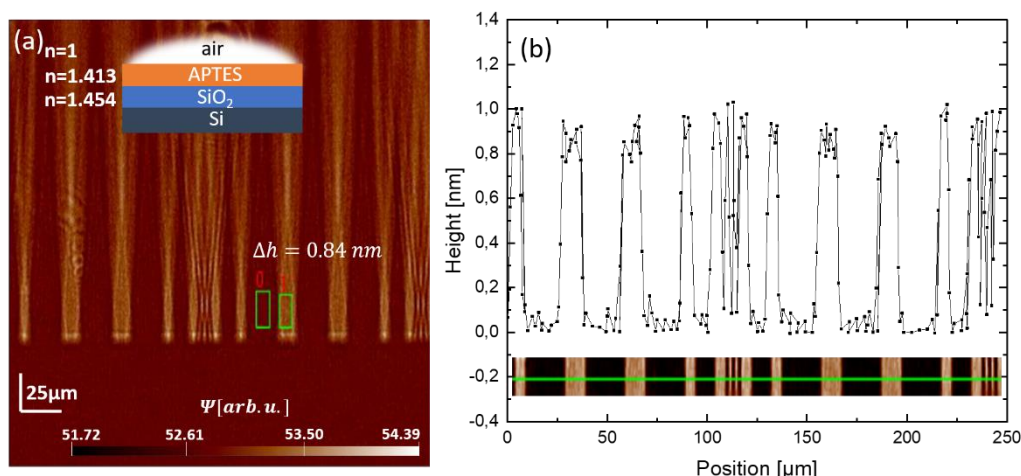 (a)
n=1
air
n=1.413
APTES
n=1.454
SiO₂
Si
Δh = 0.84 nm
0
1
25µm
Ψ[arb.u.]
51.72 52.61 53.50 54.39
(b)
1,4
1,2
1,0
0,8
0,6
0,4
0,2
0,0
-0,2
-0,4
Height [nm]
0 50 100 150 200 250
Position [µm]